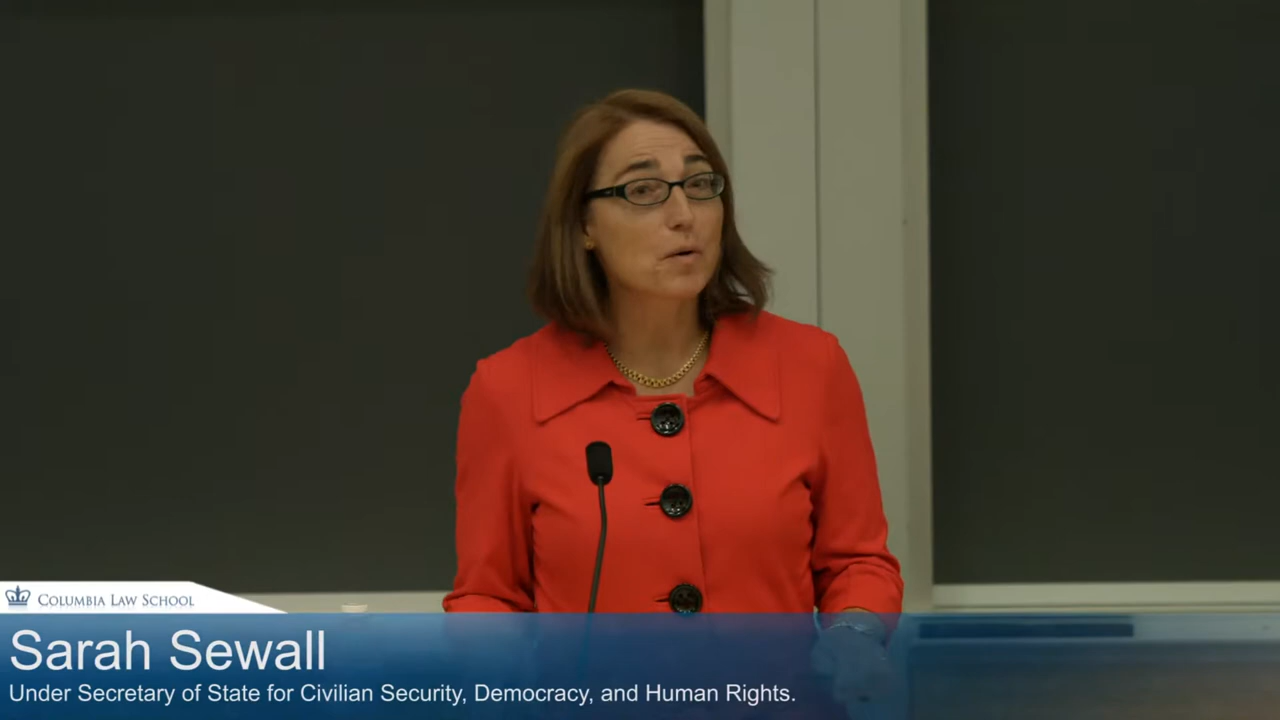 COLUMBIA LAW SCHOOL
Sarah Sewall
Under Secretary of State for Civilian Security, Democracy, and Human Rights.